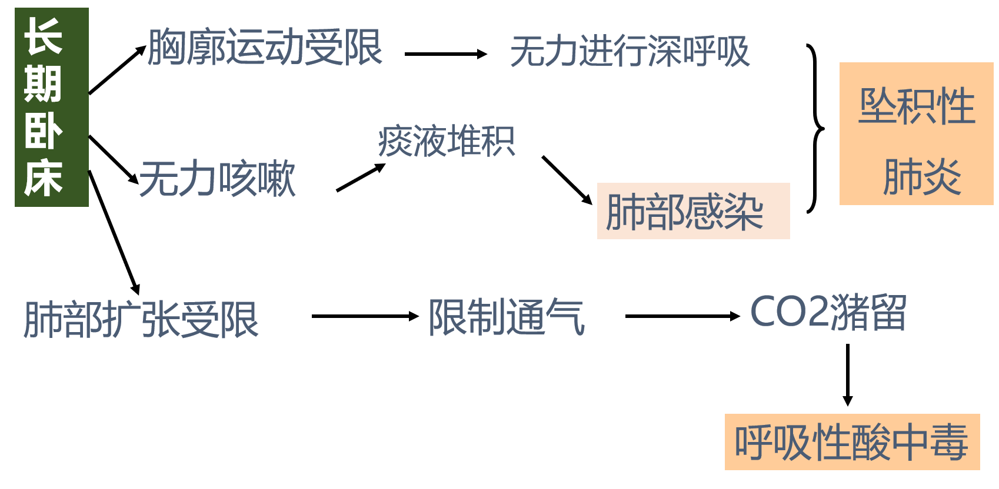 长期卧床
胸廓运动受限
无力进行深呼吸
坠积性
肺炎
无力咳嗽
痰液堆积
肺部感染
肺部扩张受限
限制通气
CO2潴留
呼吸性酸中毒